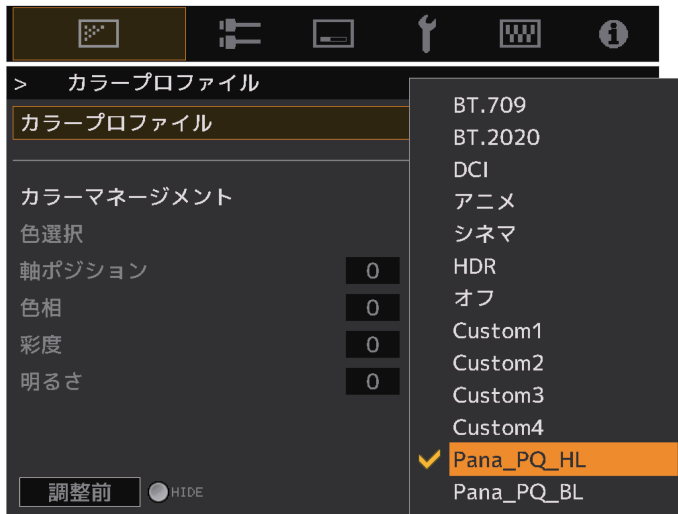 > カラープロファイル
カラープロファイル
カラーマネージメント
色選択
軸ポジション 0
色相 0
彩度 0
明るさ 0
調整前 HIDE
BT.709
BT.2020
DCI
アニメ
シネマ
HDR
オフ
Custom1
Custom2
Custom3
Custom4
Pana_PQ_HL
Pana_PQ_BL